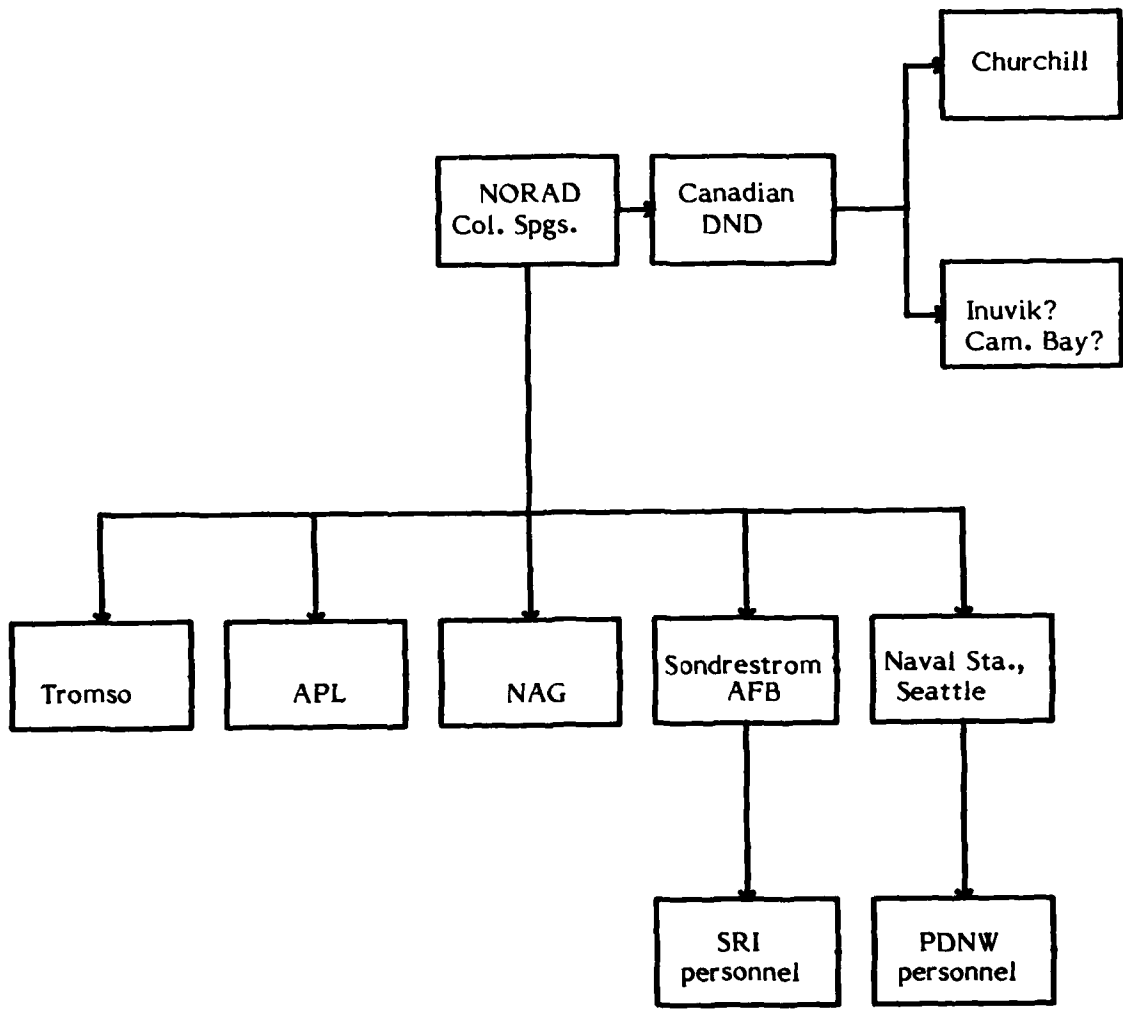 Churchill
NORAD
Col. Spgs.
Canadian
DND
Inuvik?
Cam. Bay?
Tromso
APL
NAG
Sondrestrom
AFB
Naval Sta.,
Seattle
SRI
personnel
PDNW
personnel